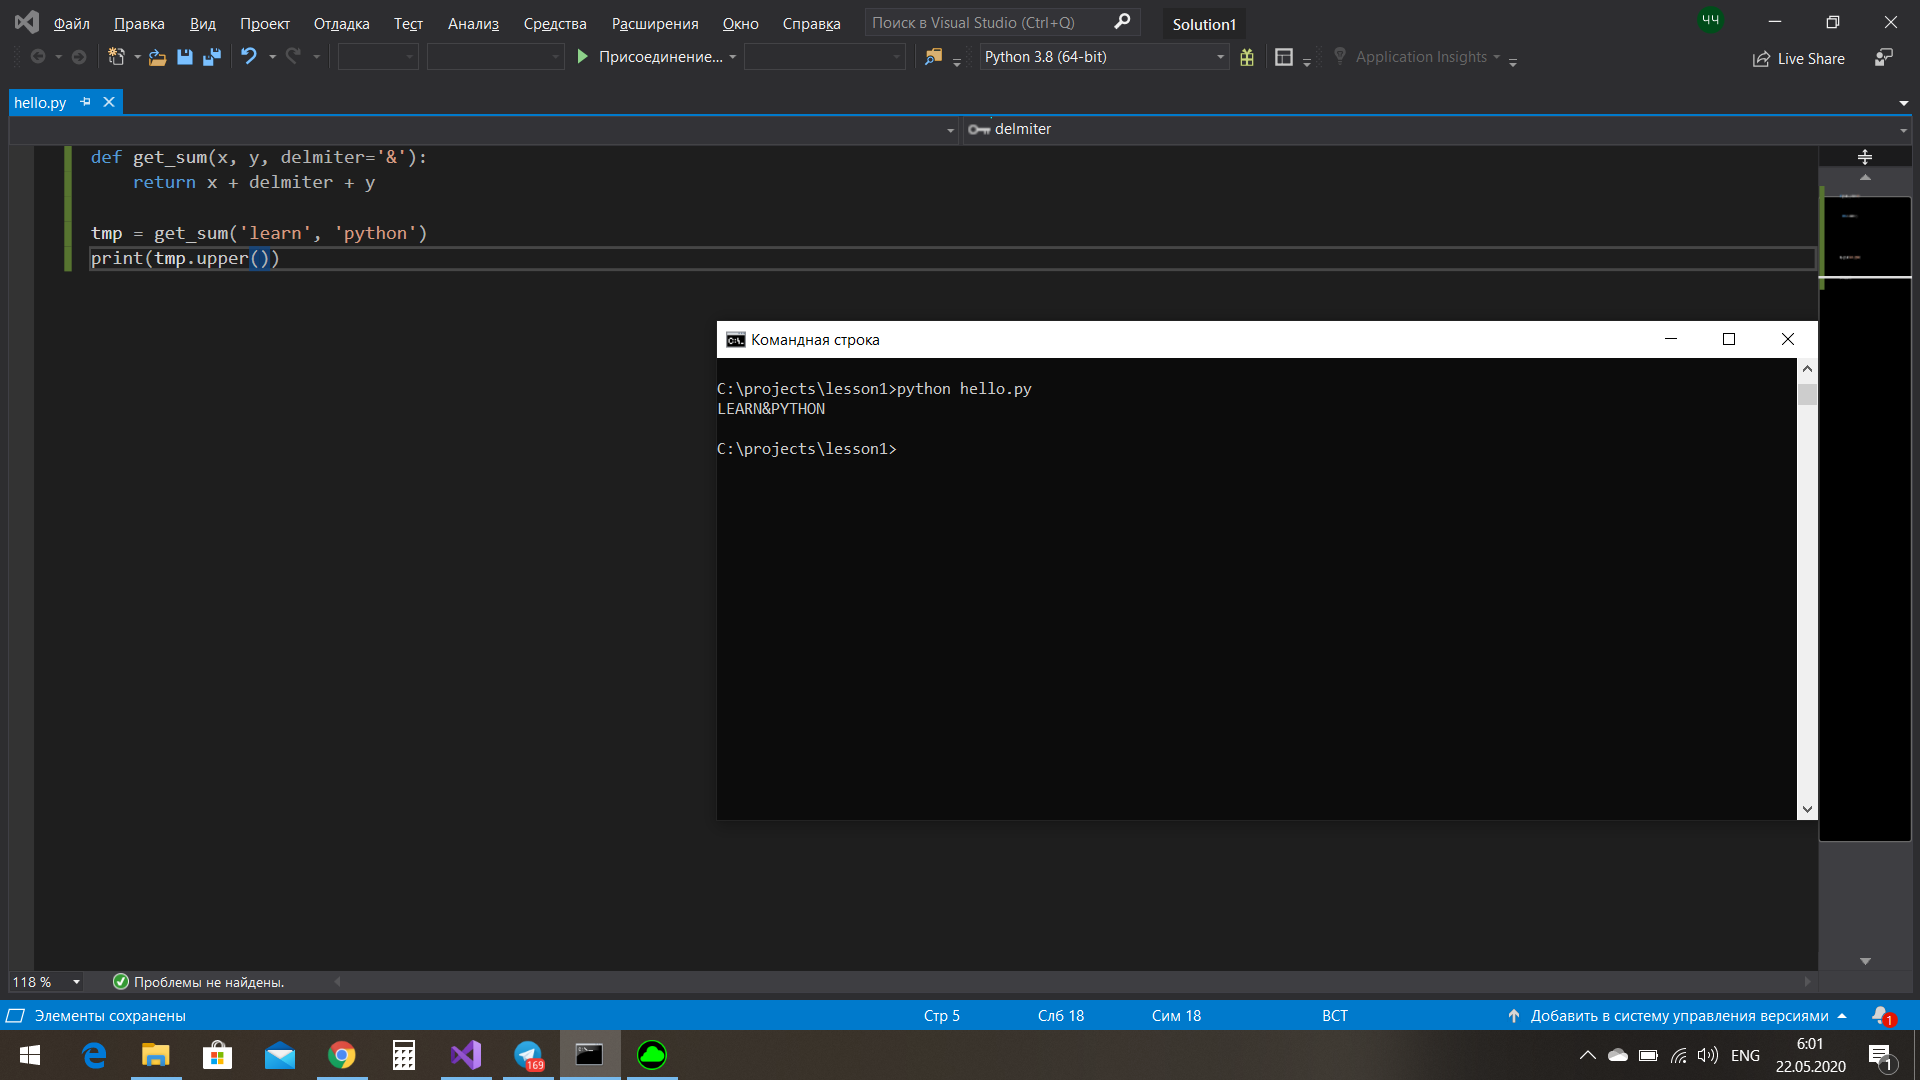 Файл Правка Вид Проект Отладка Тест Анализ Средства Расширения Окно Справка Поиск в Visual Studio (Ctrl+Q) Solution1 ЧЧ
Присоединение... Python 3.8 (64-bit) Application Insights Live Share
hello.py
delmiter
def get_sum(x, y, delmiter='&'):
return x + delmiter + y
tmp = get_sum('learn', 'python')
print(tmp.upper())
Командная строка
C:\projects\lesson1>python hello.py
LEARN&PYTHON
C:\projects\lesson1>
118 % Проблемы не найдены.
Элементы сохранены Стр 5 Слб 18 Сим 18 ВСТ Добавить в систему управления версиями 1
169 ENG 6:01
22.05.2020 1